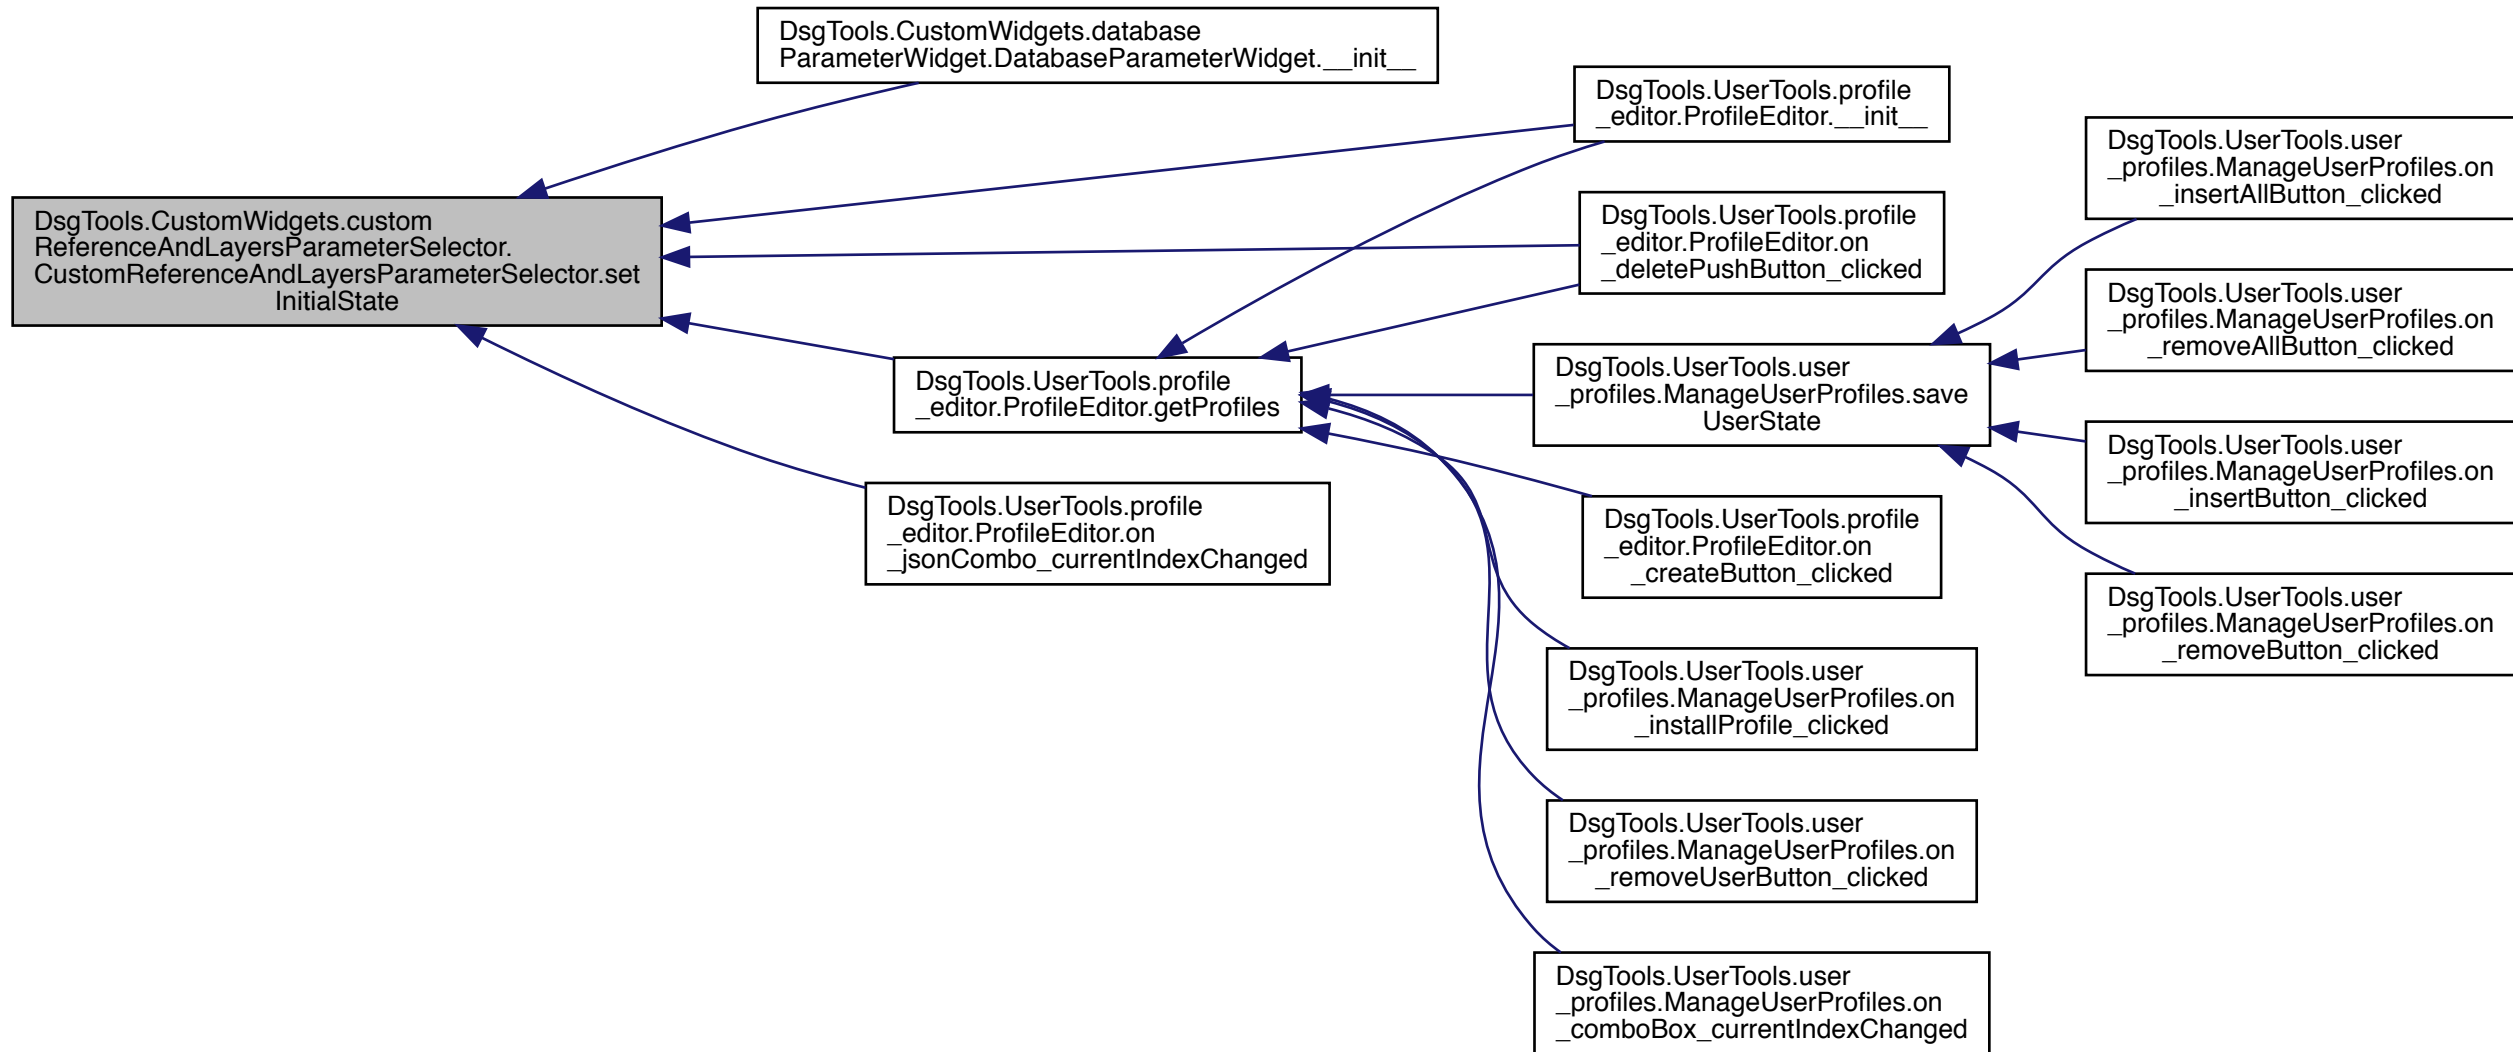 DsgTools.CustomWidgets.database
ParameterWidget.DatabaseParameterWidget.__init__
DsgTools.UserTools.profile
_editor.ProfileEditor.__init__
DsgTools.UserTools.user
_profiles.ManageUserProfiles.on
_insertAllButton_clicked
DsgTools.CustomWidgets.custom
ReferenceAndLayersParameterSelector.
CustomReferenceAndLayersParameterSelector.set
InitialState
DsgTools.UserTools.profile
_editor.ProfileEditor.on
_deletePushButton_clicked
DsgTools.UserTools.user
_profiles.ManageUserProfiles.on
_removeAllButton_clicked
DsgTools.UserTools.profile
_editor.ProfileEditor.getProfiles
DsgTools.UserTools.user
_profiles.ManageUserProfiles.save
UserState
DsgTools.UserTools.user
_profiles.ManageUserProfiles.on
_insertButton_clicked
DsgTools.UserTools.profile
_editor.ProfileEditor.on
_jsonCombo_currentIndexChanged
DsgTools.UserTools.profile
_editor.ProfileEditor.on
_createButton_clicked
DsgTools.UserTools.user
_profiles.ManageUserProfiles.on
_removeButton_clicked
DsgTools.UserTools.user
_profiles.ManageUserProfiles.on
_installProfile_clicked
DsgTools.UserTools.user
_profiles.ManageUserProfiles.on
_removeUserButton_clicked
DsgTools.UserTools.user
_profiles.ManageUserProfiles.on
_comboBox_currentIndexChanged